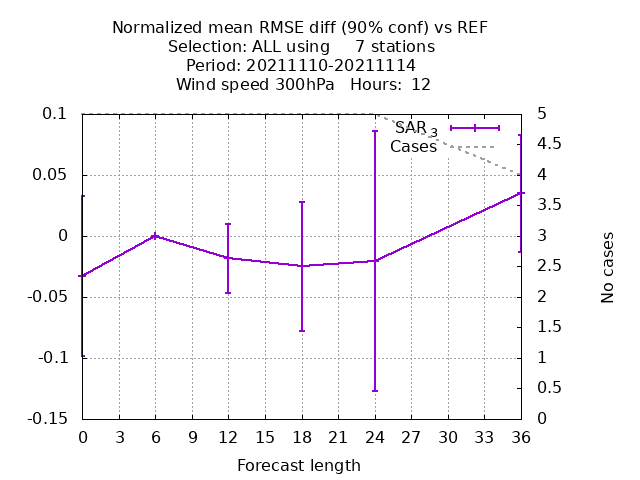 Normalized mean RMSE diff (90% conf) vs REF
Selection: ALL using     7 stations
Period: 20211110-20211114
Wind speed 300hPa   Hours:  12
0.1
0.05
0
-0.05
-0.1
-0.15
SAR3
Cases
5
4.5
4
3.5
3
2.5
2
1.5
1
0.5
0
No cases
0 3 6 9 12 15 18 21 24 27 30 33 36
Forecast length